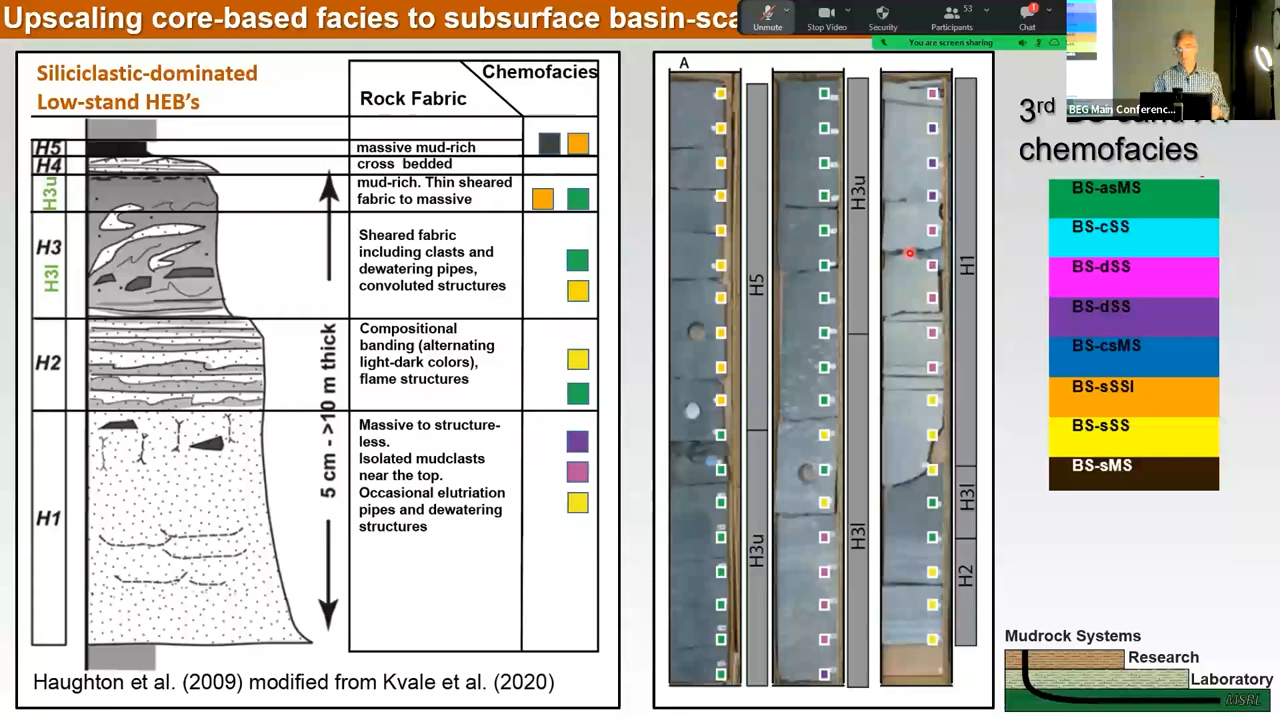 Upscaling core-based facies to subsurface basin-sca
Unmute
Stop Video
Security
53
Participants
1
Chat
You are screen sharing
BEG Main Conferenc...
Siliciclastic-dominated
Low-stand HEB's
Rock Fabric
Chemofacies
H5
massive mud-rich
H4
cross bedded
H3u
mud-rich. Thin sheared
fabric to massive
H3
H3l
Sheared fabric
including clasts and
dewatering pipes,
convoluted structures
H2
Compositional
banding (alternating
light-dark colors),
flame structures
H1
Massive to structure-
less.
Isolated mudclasts
near the top.
Occasional elutriation
pipes and dewatering
structures
5 cm - >10 m thick
Haughton et al. (2009) modified from Kvale et al. (2020)
A
H5
H3u
H3u
H3l
H1
H3l
H2
3rd
chemofacies
BS-asMS
BS-cSS
BS-dSS
BS-dSS
BS-csMS
BS-sSSl
BS-sSS
BS-sMS
Mudrock Systems
Research
Laboratory
MSRL